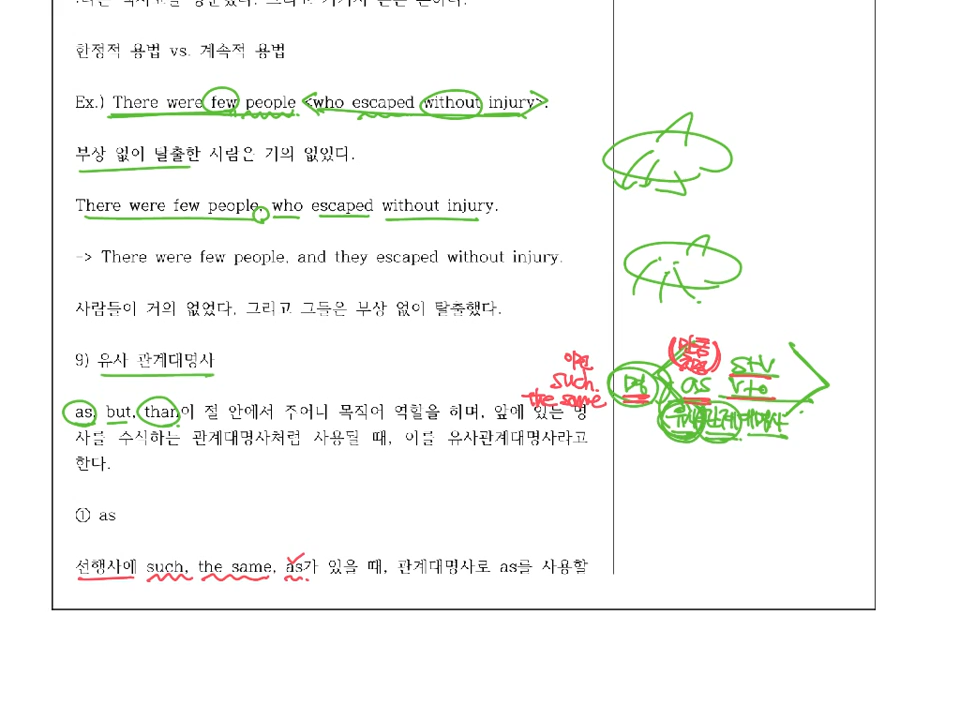 한정적 용법 vs. 계속적 용법
Ex.) There were few people <who escaped without injury>.
부상 없이 탈출한 사람은 거의 없었다.
There were few people, who escaped without injury.
-> There were few people, and they escaped without injury.
사람들이 거의 없었다. 그리고 그들은 부상 없이 탈출했다.
9) 유사 관계대명사
as, but, than이 절 안에서 주어나 목적어 역할을 하며, 앞에 있는 명
사를 수식하는 관계대명사처럼 사용될 때, 이를 유사관계대명사라고
한다.
① as
선행사에 such, the same, as가 있을 때, 관계대명사로 as를 사용할
such.
the same
명
as
S+V
유사관계대명사